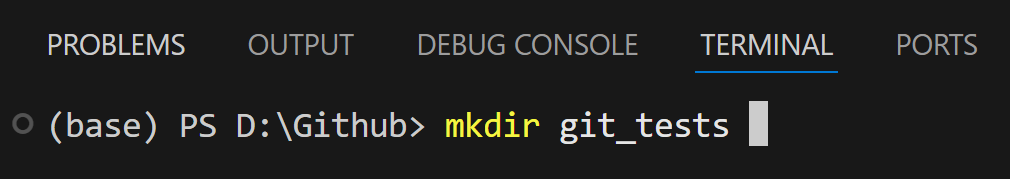 PROBLEMS OUTPUT DEBUG CONSOLE TERMINAL PORTS
(base) PS D:\Github> mkdir git_tests